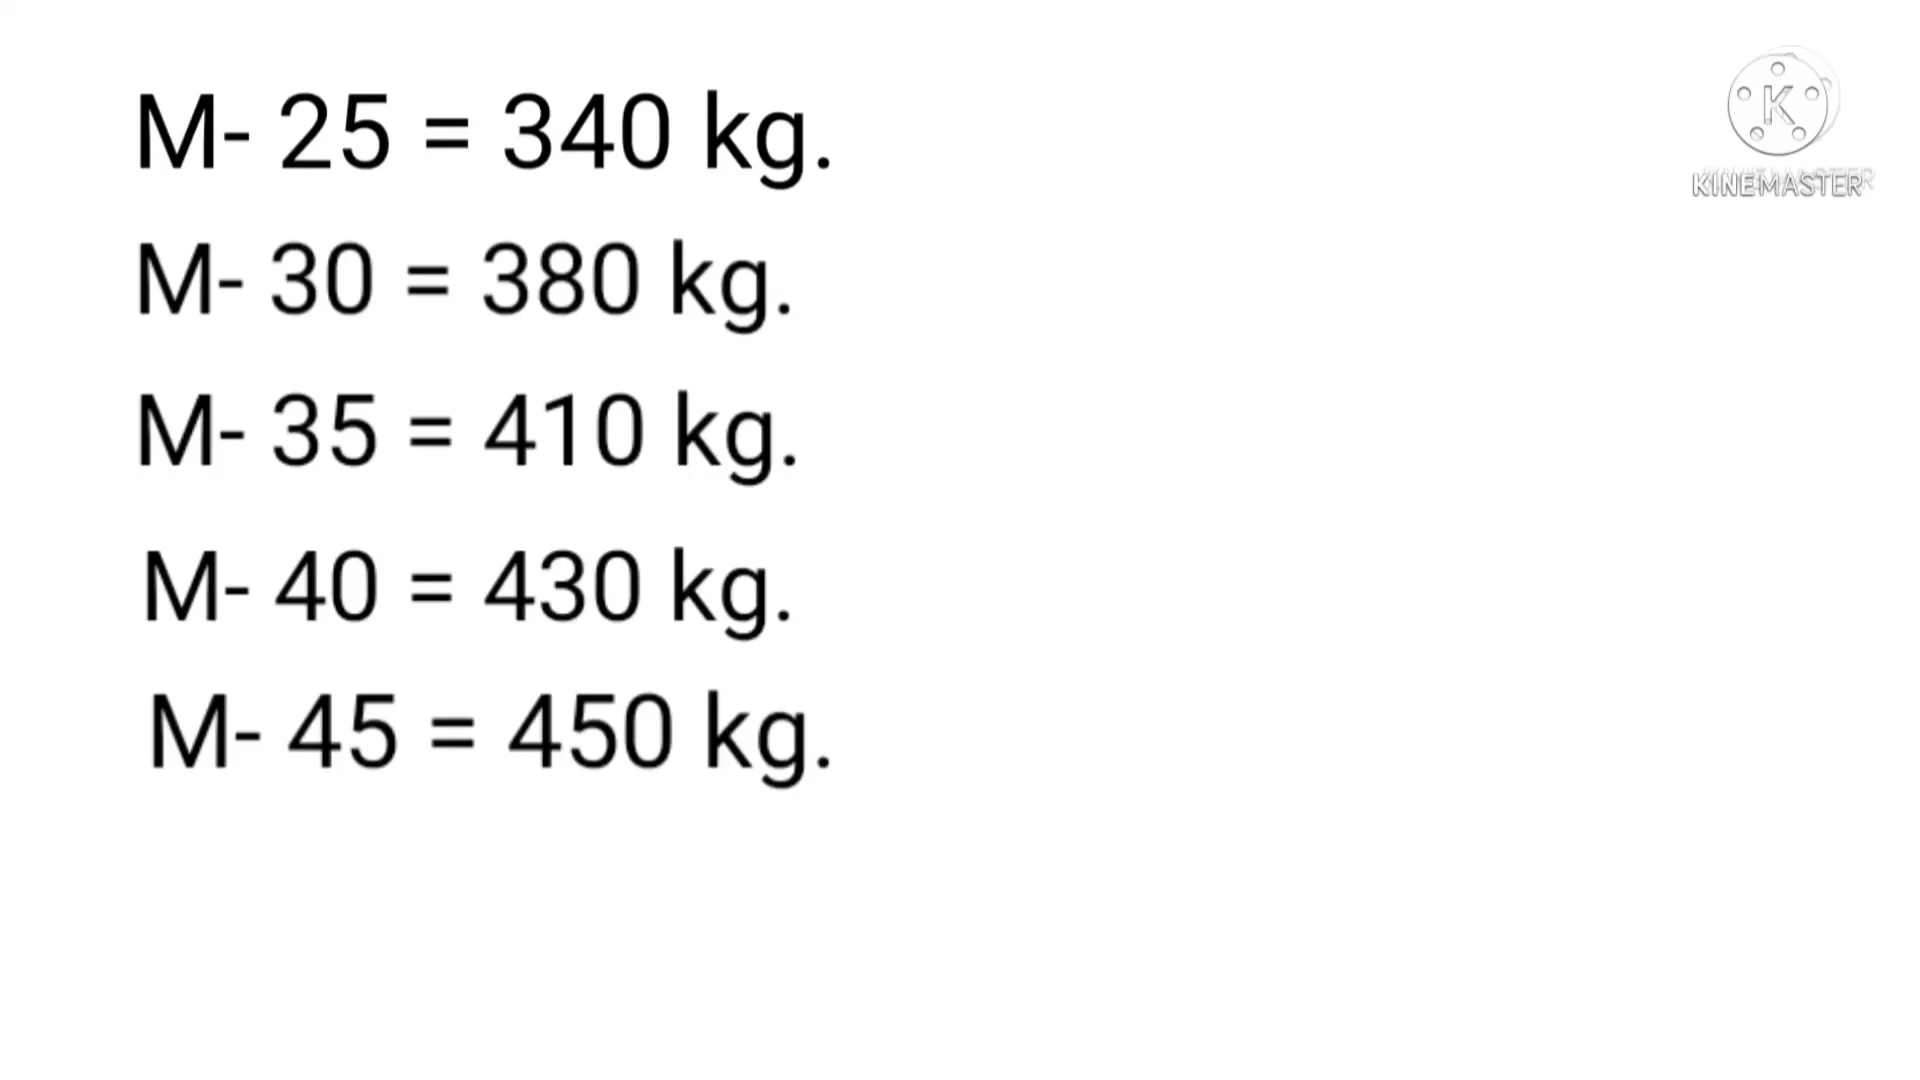 M- 25 = 340 kg.
M- 30 = 380 kg.
M- 35 = 410 kg.
M- 40 = 430 kg.
M- 45 = 450 kg.
K
KINEMASTER